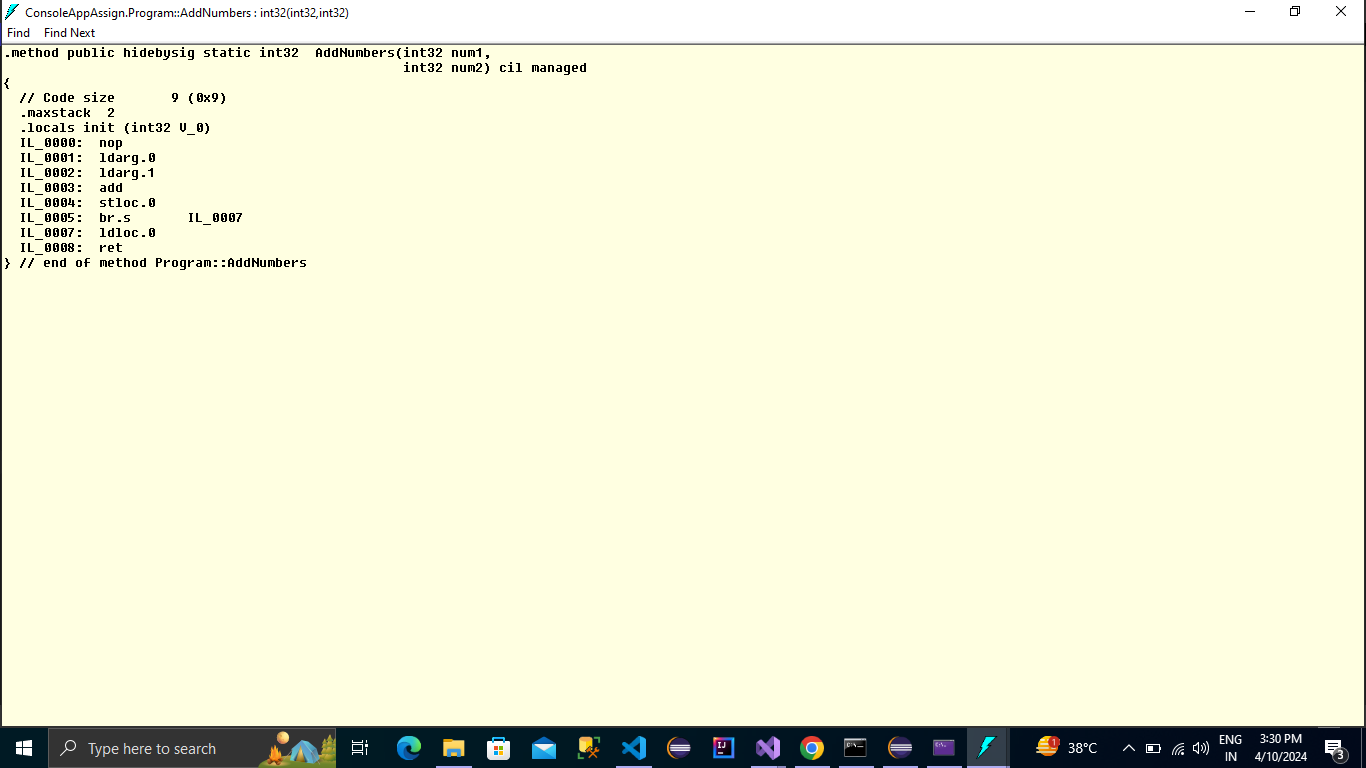 ConsoleAppAssign.Program::AddNumbers : int32(int32,int32)
Find Find Next
.method public hidebysig static int32  AddNumbers(int32 num1,
                                                  int32 num2) cil managed
{
  // Code size       9 (0x9)
  .maxstack  2
  .locals init (int32 V_0)
  IL_0000:  nop
  IL_0001:  ldarg.0
  IL_0002:  ldarg.1
  IL_0003:  add
  IL_0004:  stloc.0
  IL_0005:  br.s       IL_0007
  IL_0007:  ldloc.0
  IL_0008:  ret
} // end of method Program::AddNumbers
Type here to search
1
38°C
ENG
IN
3:30 PM
4/10/2024
3